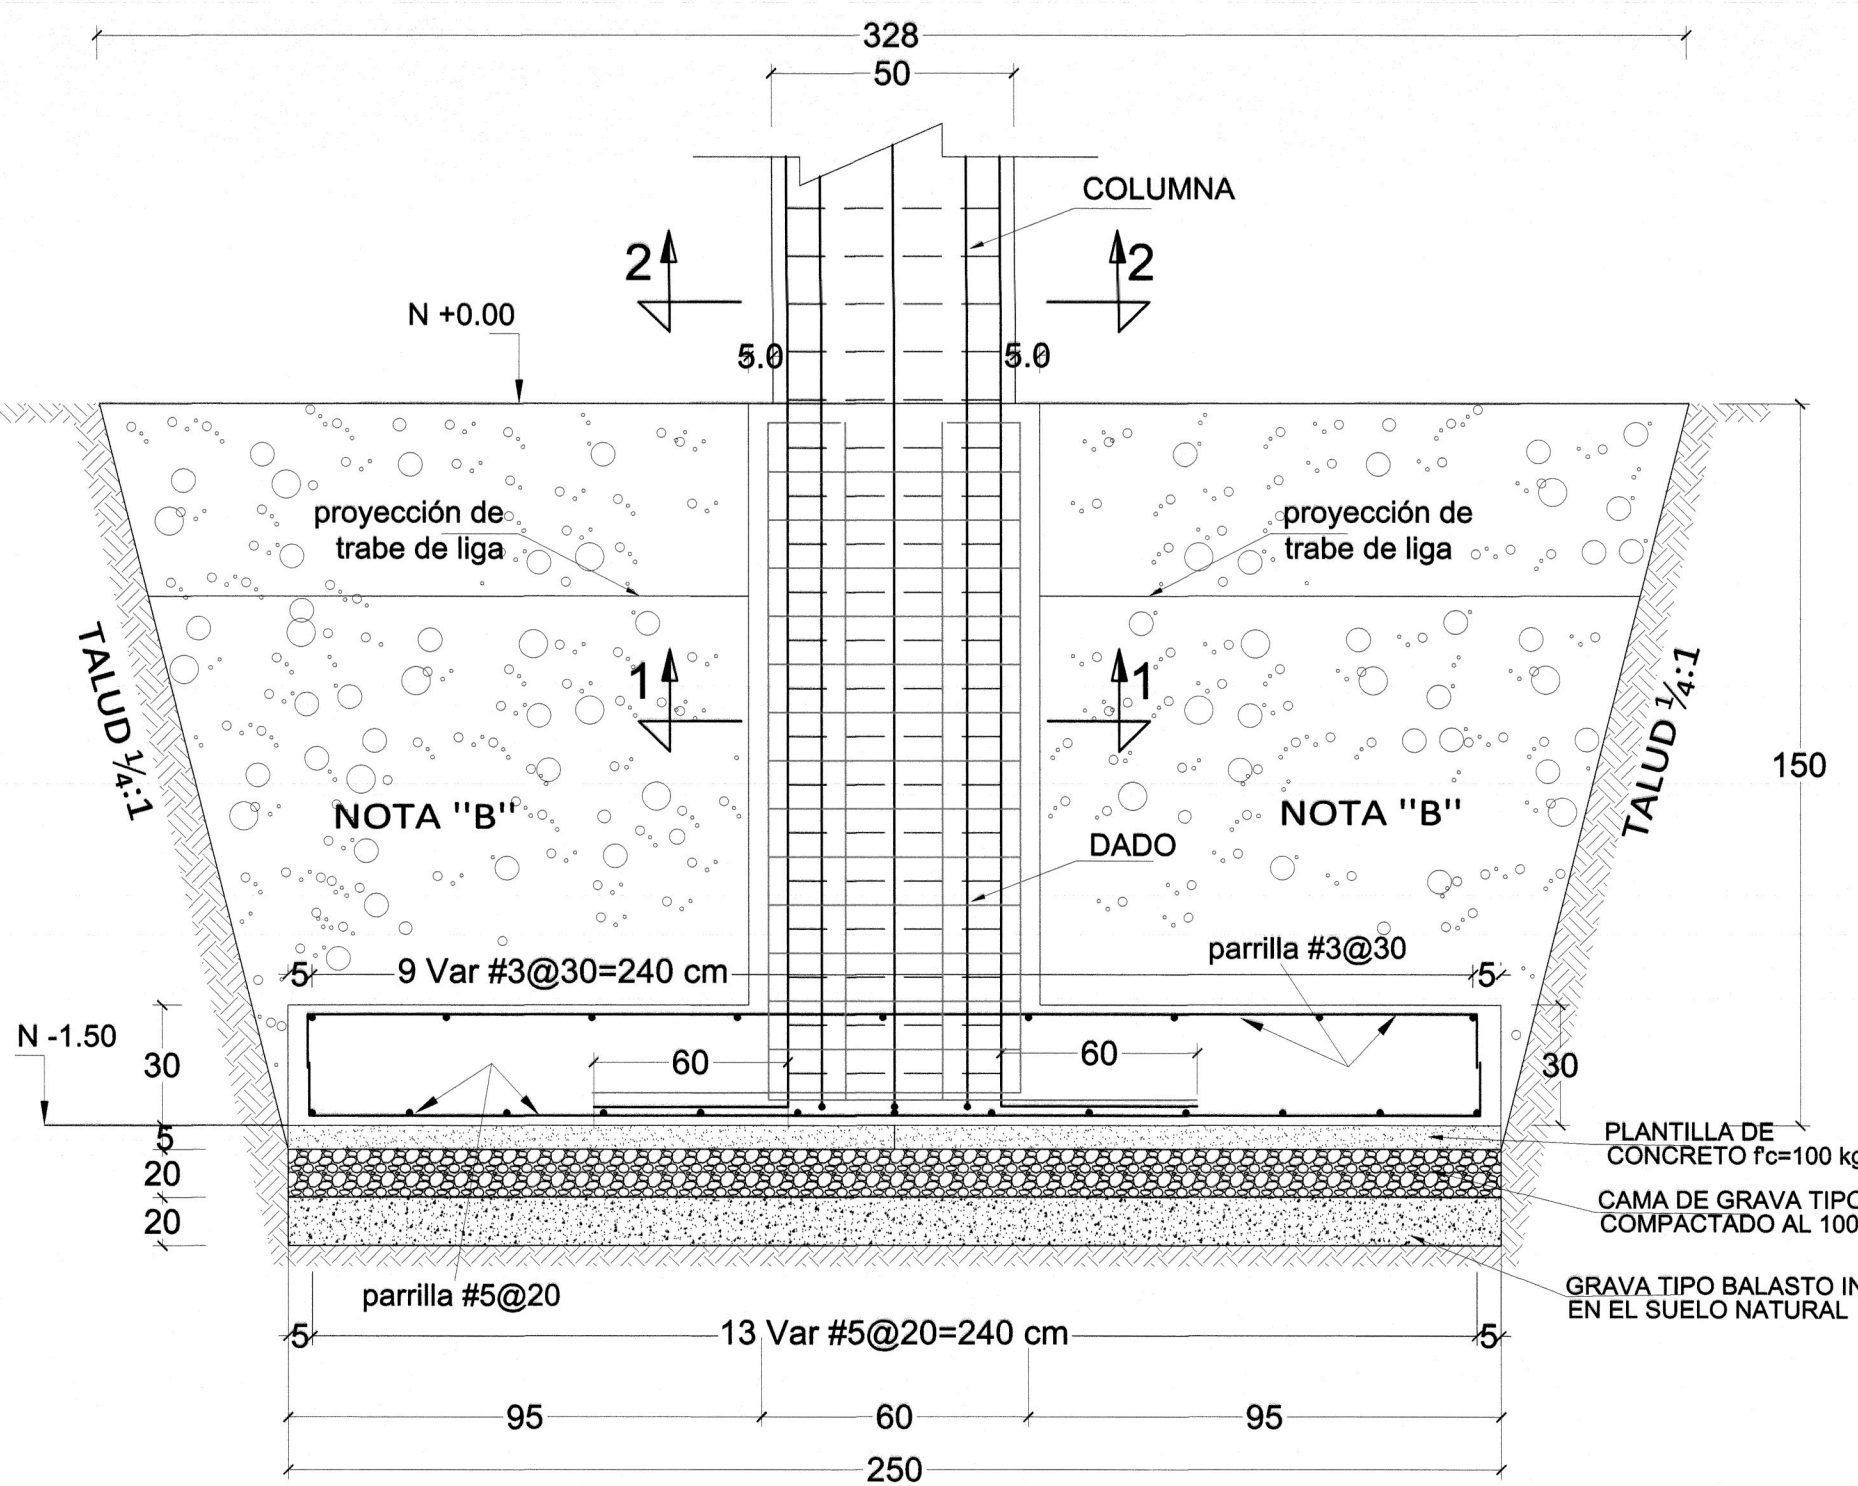 328
50
COLUMNA
2
2
N +0.00
5.0
5.0
proyección de
trabe de liga
proyección de
trabe de liga
TALUD ¼:1
TALUD ¼:1
1
1
150
NOTA "B"
NOTA "B"
DADO
parrilla #3@30
5
9 Var #3@30=240 cm
5
N -1.50
30
60
60
30
5
20
20
PLANTILLA DE
CONCRETO f'c=100 kg
CAMA DE GRAVA TIPO
COMPACTADO AL 100
GRAVA TIPO BALASTO IN
EN EL SUELO NATURAL
parrilla #5@20
5
13 Var #5@20=240 cm
5
95
60
95
250